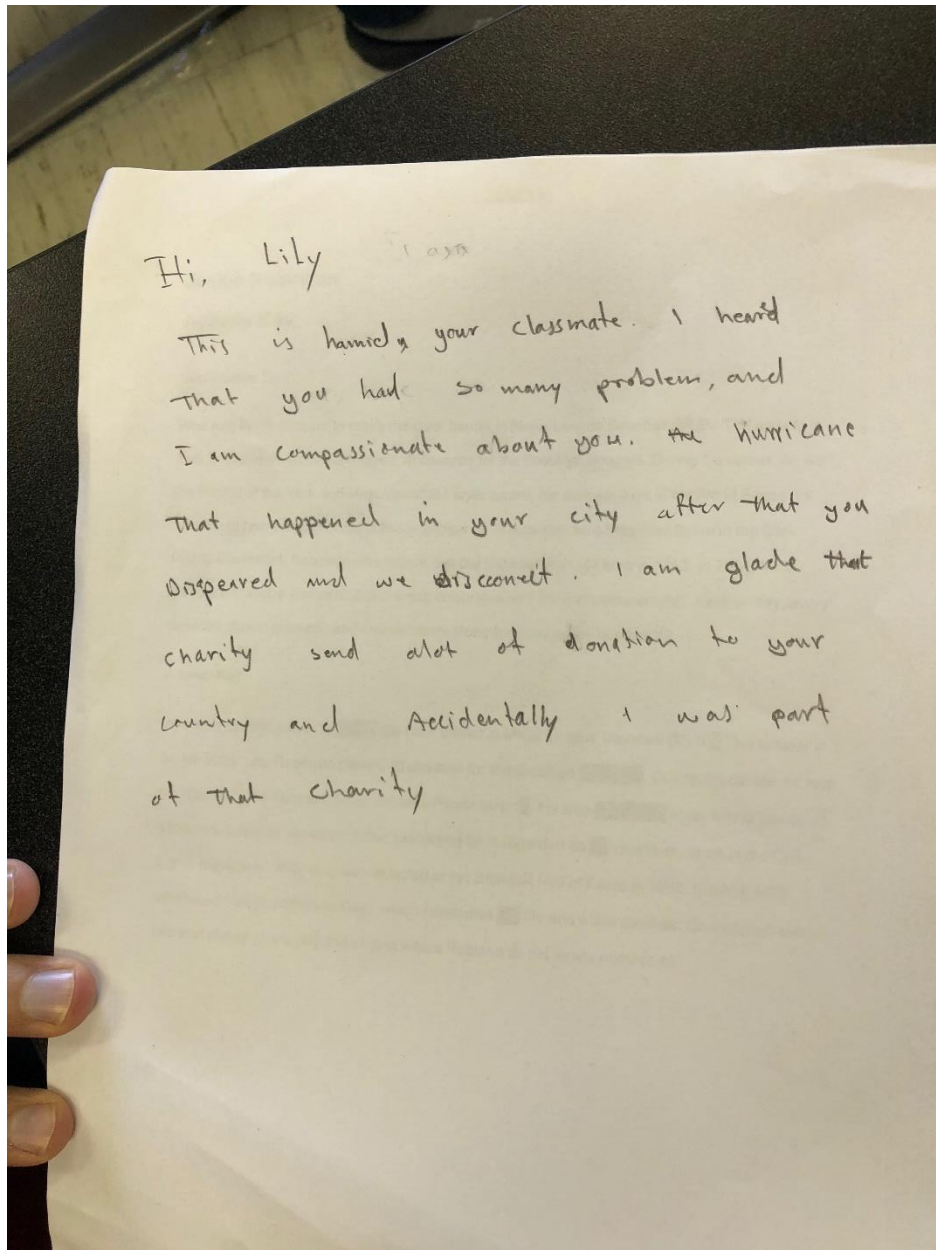 Hi, Lily
This is hamid, your classmate. I heard
that you had so many problem, and
I am compassionate about you. the hurricane
that happened in your city after that you
Dispeared and we disconeit. I am glade that
charity send alot of donation to your
country and Accidentally I was part
of that charity